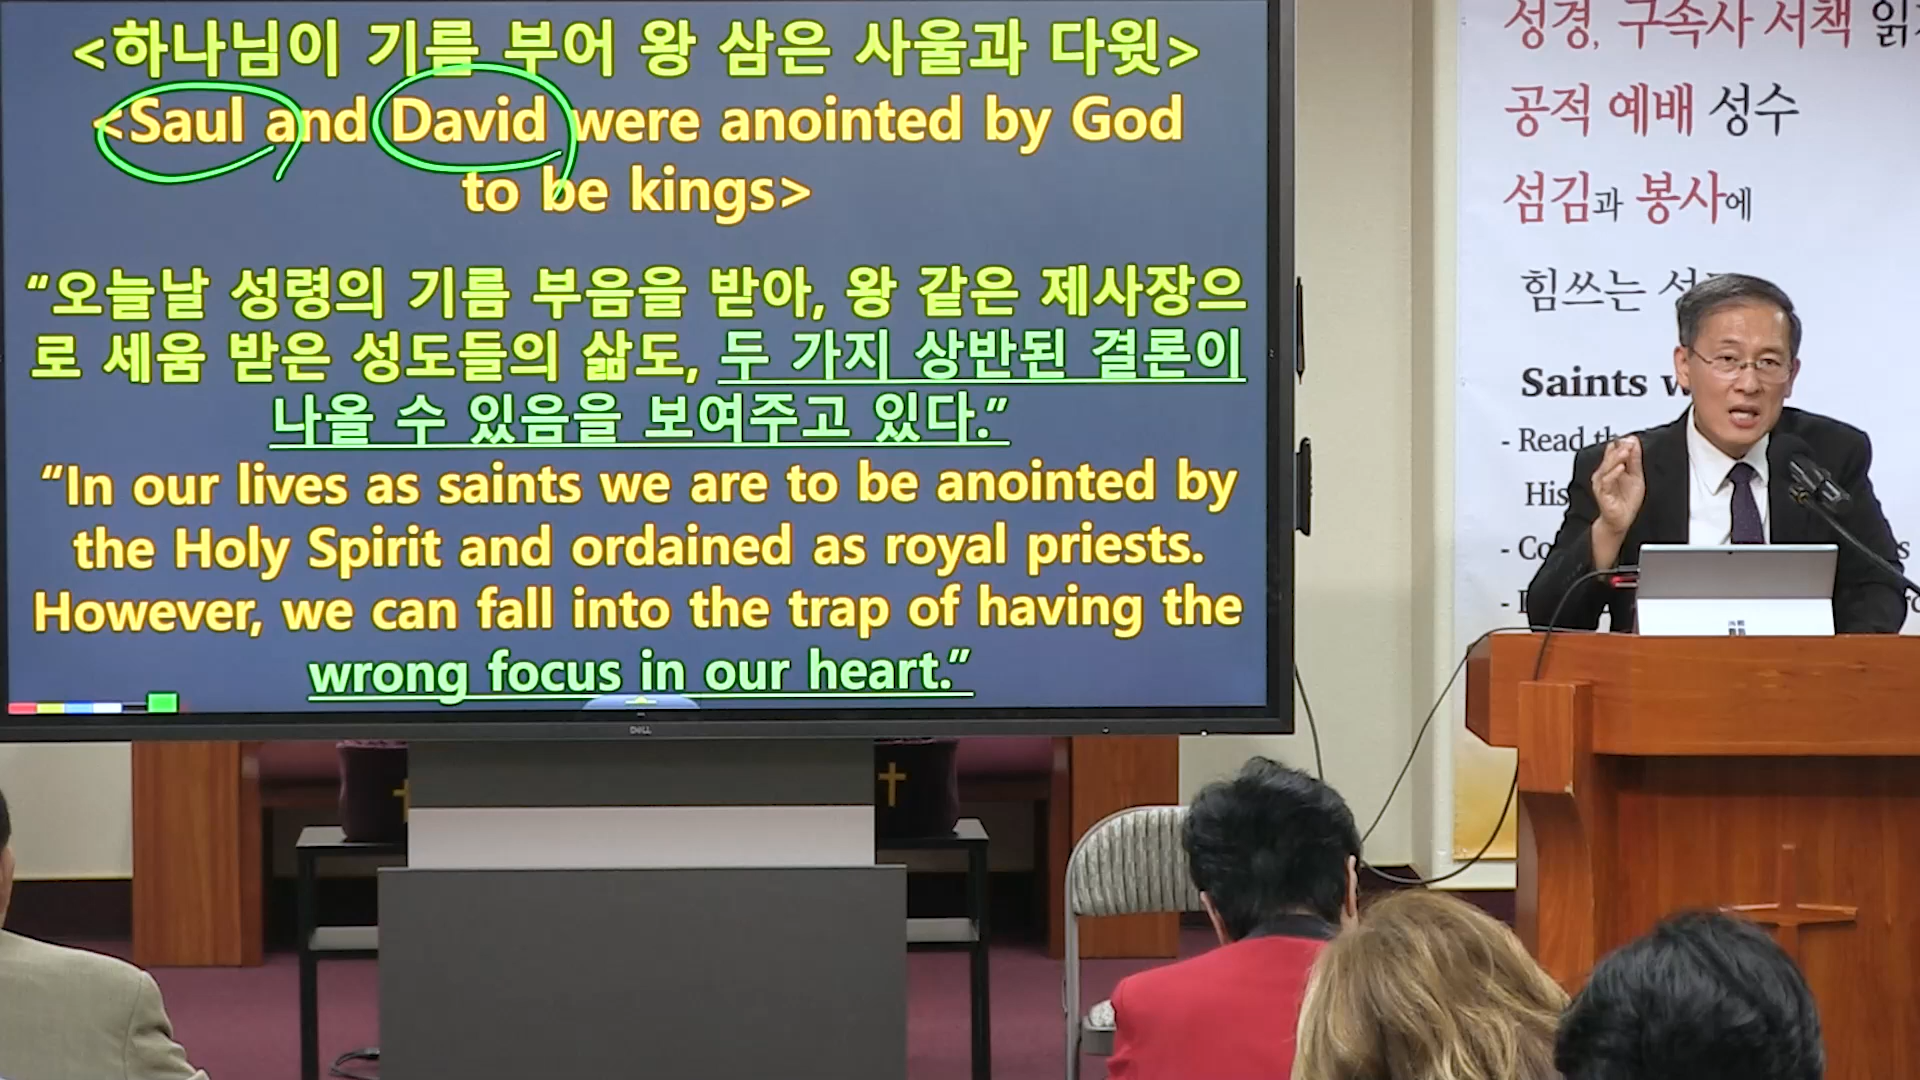 <하나님이 기름 부어 왕 삼은 사울과 다윗>
<Saul and David were anointed by God
to be kings>
“오늘날 성령의 기름 부음을 받아, 왕 같은 제사장으
로 세움 받은 성도들의 삶도, 두 가지 상반된 결론이
나올 수 있음을 보여주고 있다.”
“In our lives as saints we are to be anointed by
the Holy Spirit and ordained as royal priests.
However, we can fall into the trap of having the
wrong focus in our heart.”
DELL
성경, 구속사 서책
공적 예배 성수
섬김과 봉사에
힘쓰는
Saints
- Read
His